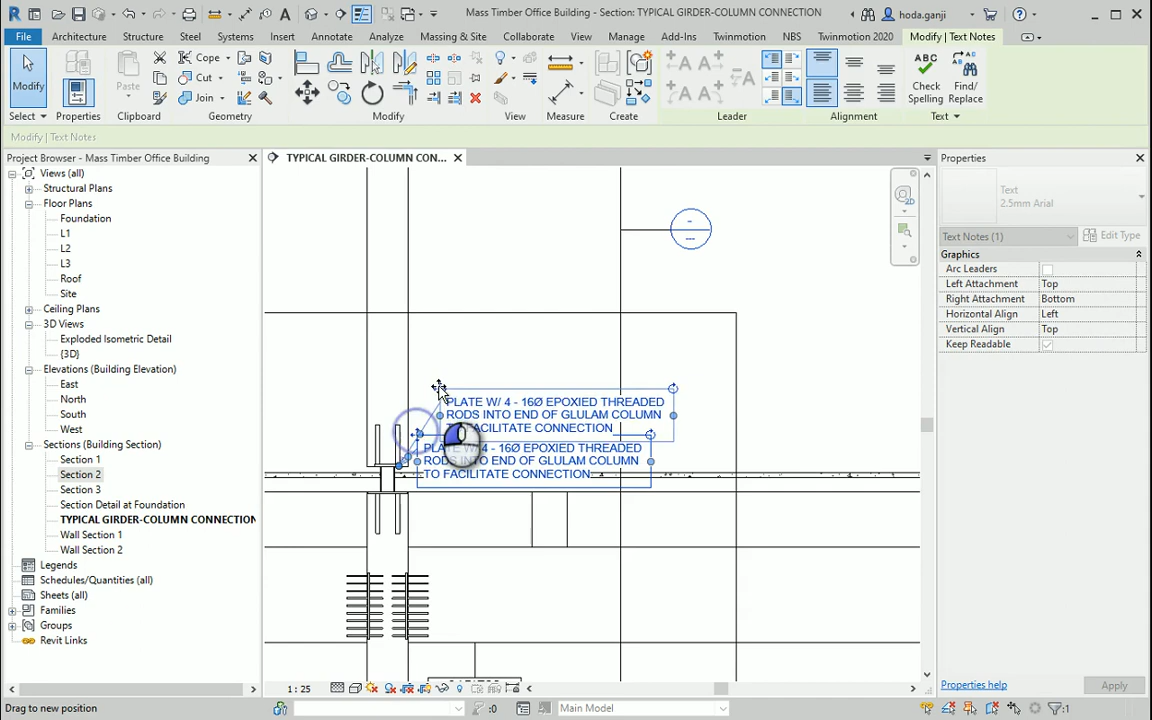 Mass Timber Office Building - Section: TYPICAL GIRDER-COLUMN CONNECTION
hoda.ganji
File
Architecture
Structure
Steel
Systems
Insert
Annotate
Analyze
Massing & Site
Collaborate
View
Manage
Add-Ins
Twinmotion
NBS
Twinmotion 2020
Modify | Text Notes
Modify
Properties
Paste
Cope
Cut
Join
Check
Spelling
Find/
Replace
Select
Properties
Clipboard
Geometry
Modify
View
Measure
Create
Leader
Alignment
Text
Modify | Text Notes
Project Browser - Mass Timber Office Building
TYPICAL GIRDER-COLUMN CON...
Properties
Views (all)
Structural Plans
Floor Plans
Foundation
L1
L2
L3
Roof
Site
Ceiling Plans
3D Views
Exploded Isometric Detail
{3D}
Elevations (Building Elevation)
East
North
South
West
Sections (Building Section)
Section 1
Section 2
Section 3
Section Detail at Foundation
TYPICAL GIRDER-COLUMN CONNECTION
Wall Section 1
Wall Section 2
Legends
Schedules/Quantities (all)
Sheets (all)
Families
Groups
Revit Links
PLATE W/ 4 - 16Ø EPOXIED THREADED
RODS INTO END OF GLULAM COLUMN
TO FACILITATE CONNECTION
PLATE W/ 4 - 16Ø EPOXIED THREADED
RODS INTO END OF GLULAM COLUMN
TO FACILITATE CONNECTION
2D
Text
2.5mm Arial
Text Notes (1)
Edit Type
Graphics
Arc Leaders
Left Attachment Top
Right Attachment Bottom
Horizontal Align Left
Vertical Align Top
Keep Readable
Properties help
Apply
1 : 25
Drag to new position
:0
Main Model
:1